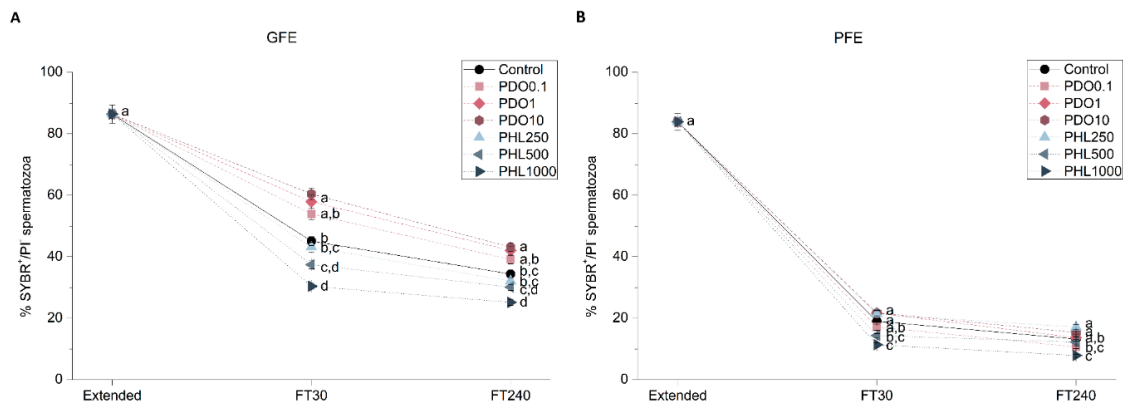 A
GFE
% SYBR⁺/PI⁻ spermatozoa
100
80
60
40
20
0
Extended
FT30
FT240
Control
PDO0.1
PDO1
PDO10
PHL250
PHL500
PHL1000
a
a
a,b
b
b,c
c,d
d
a
a,b
b,c
b,c
c,d
d
B
PFE
% SYBR⁺/PI⁻ spermatozoa
100
80
60
40
20
0
Extended
FT30
FT240
Control
PDO0.1
PDO1
PDO10
PHL250
PHL500
PHL1000
a
a
a
a,b
b,c
c
a
a
a,b
b,c
c